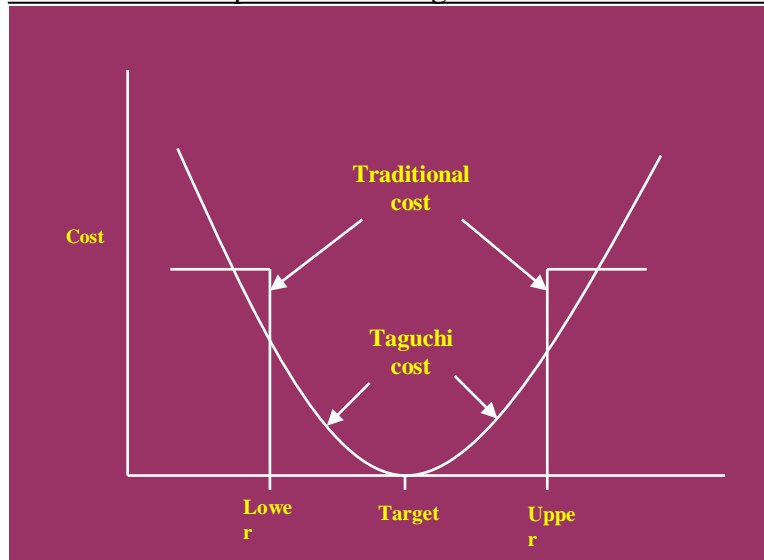 Traditional
cost
Cost
Taguchi
cost
Lowe
r
Target
Uppe
r